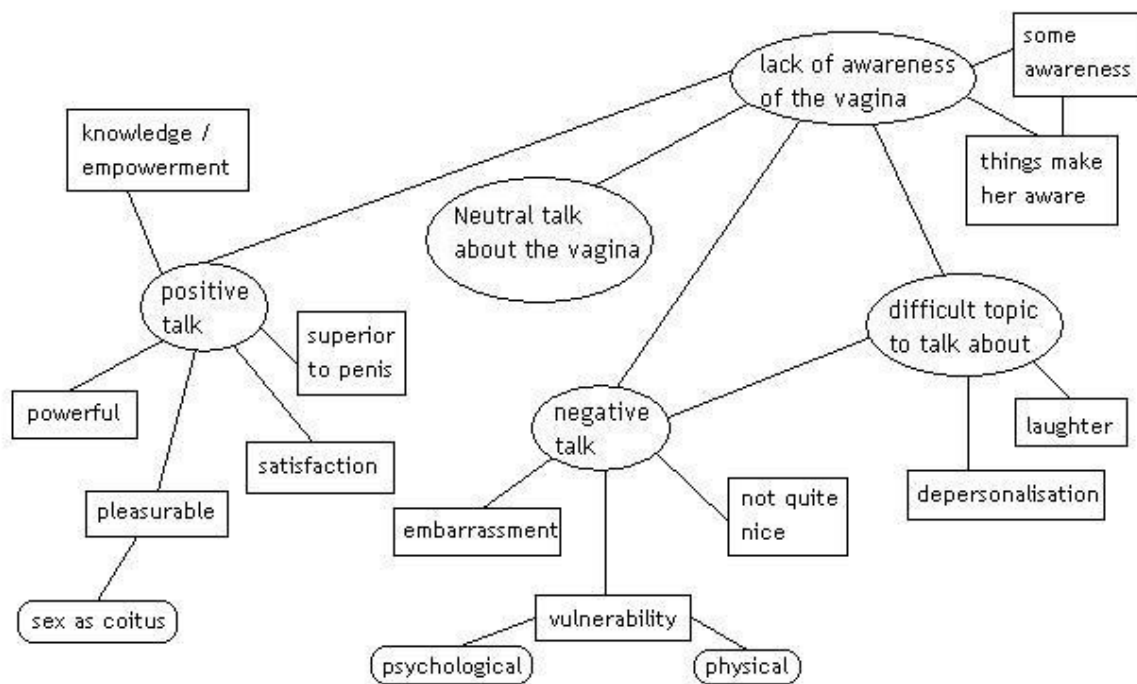 some
awareness
lack of awareness
of the vagina
knowledge /
empowerment
things make
her aware
Neutral talk
about the vagina
positive
talk
superior
to penis
difficult topic
to talk about
powerful
negative
talk
laughter
satisfaction
pleasurable
embarrassment
not quite
nice
depersonalisation
sex as coitus
vulnerability
psychological
physical